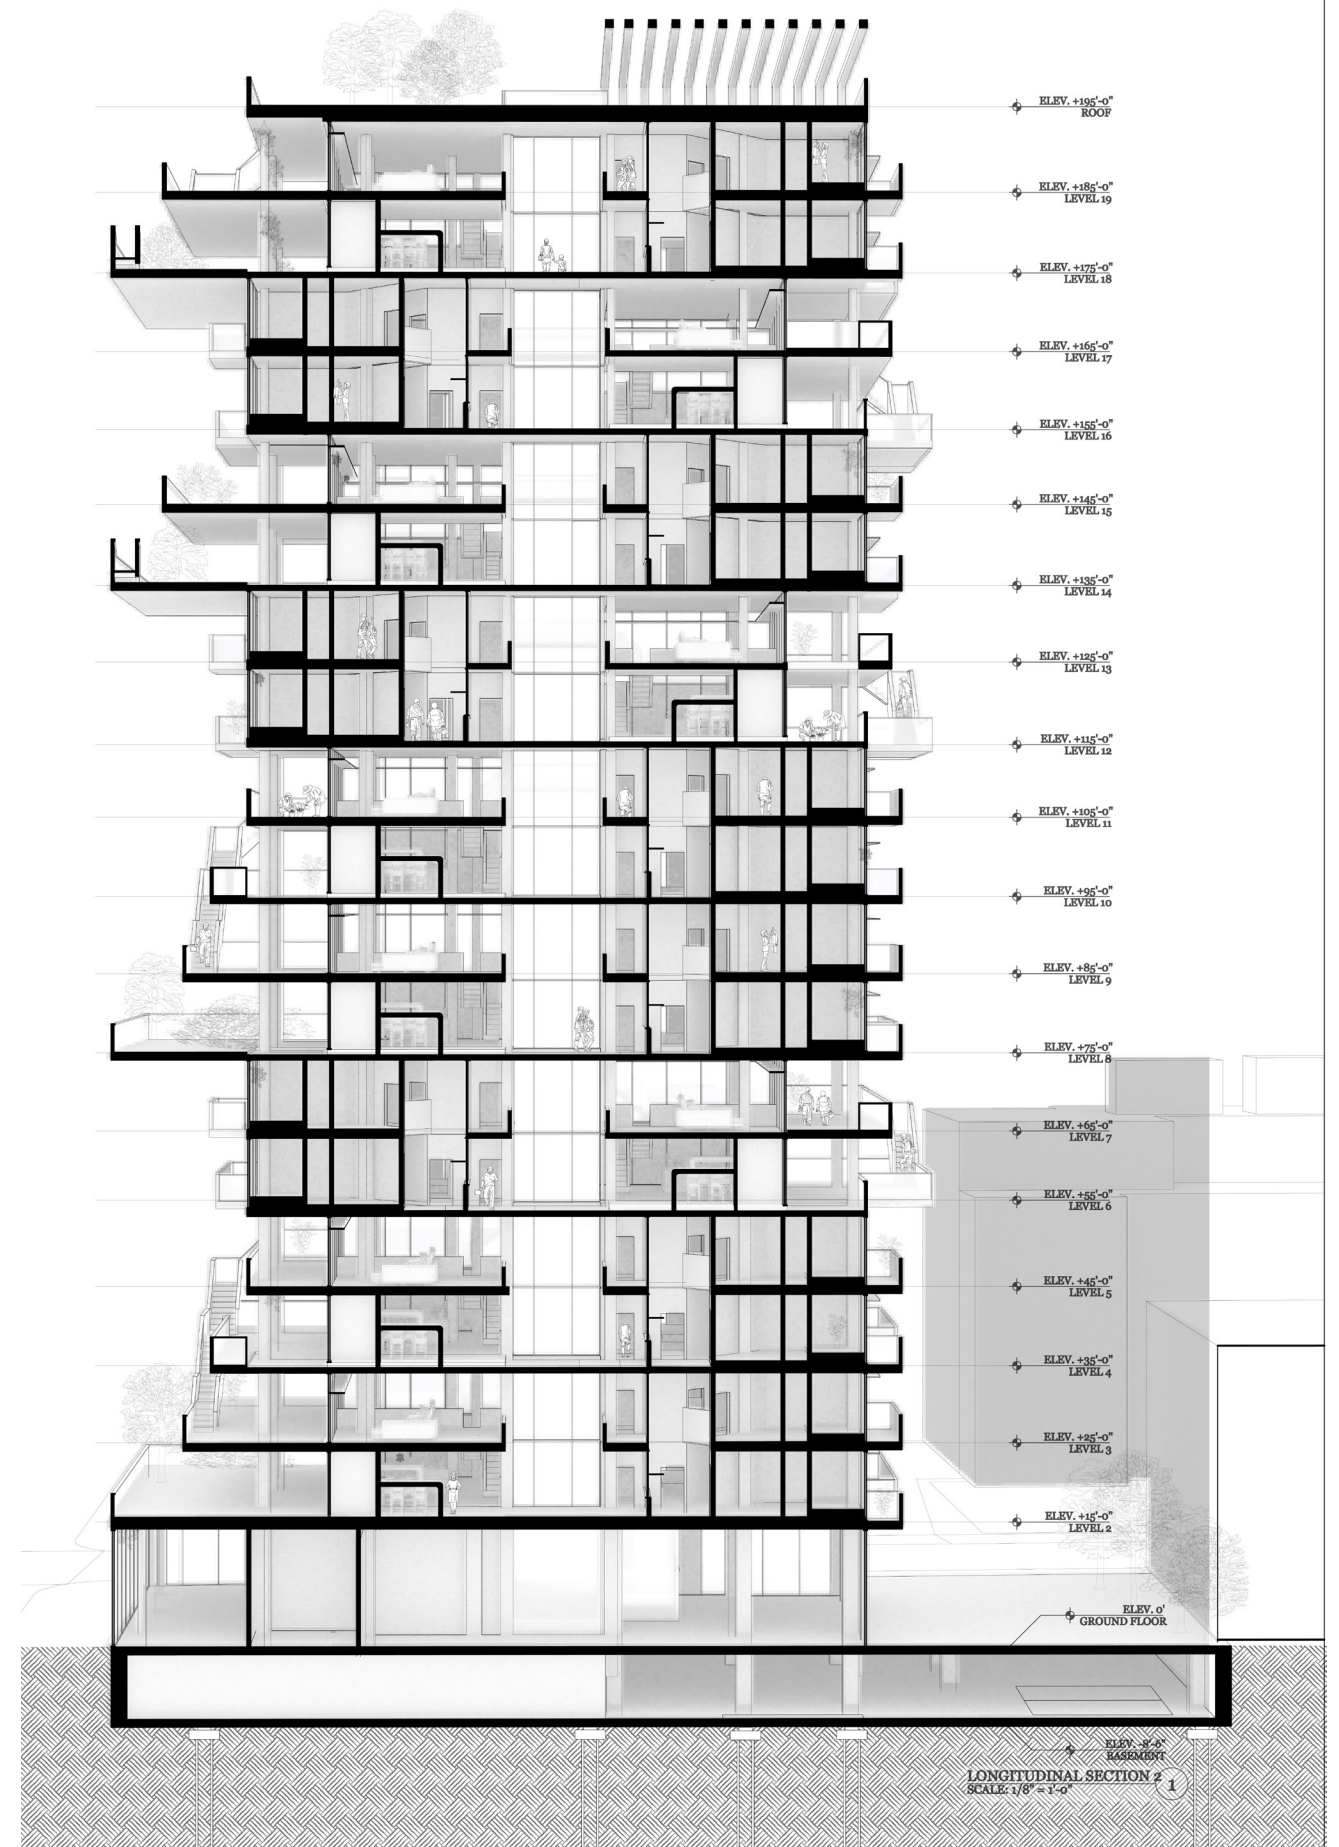 ELEV. +195'-0"
ROOF
ELEV. +185'-0"
LEVEL 19
ELEV. +175'-0"
LEVEL 18
ELEV. +165'-0"
LEVEL 17
ELEV. +155'-0"
LEVEL 16
ELEV. +145'-0"
LEVEL 15
ELEV. +135'-0"
LEVEL 14
ELEV. +125'-0"
LEVEL 13
ELEV. +115'-0"
LEVEL 12
ELEV. +105'-0"
LEVEL 11
ELEV. +95'-0"
LEVEL 10
ELEV. +85'-0"
LEVEL 9
ELEV. +75'-0"
LEVEL 8
ELEV. +65'-0"
LEVEL 7
ELEV. +55'-0"
LEVEL 6
ELEV. +45'-0"
LEVEL 5
ELEV. +35'-0"
LEVEL 4
ELEV. +25'-0"
LEVEL 3
ELEV. +15'-0"
LEVEL 2
ELEV. 0'
GROUND FLOOR
ELEV. -8'-6"
BASEMENT
LONGITUDINAL SECTION 2
SCALE: 1/8" = 1'-0"
1